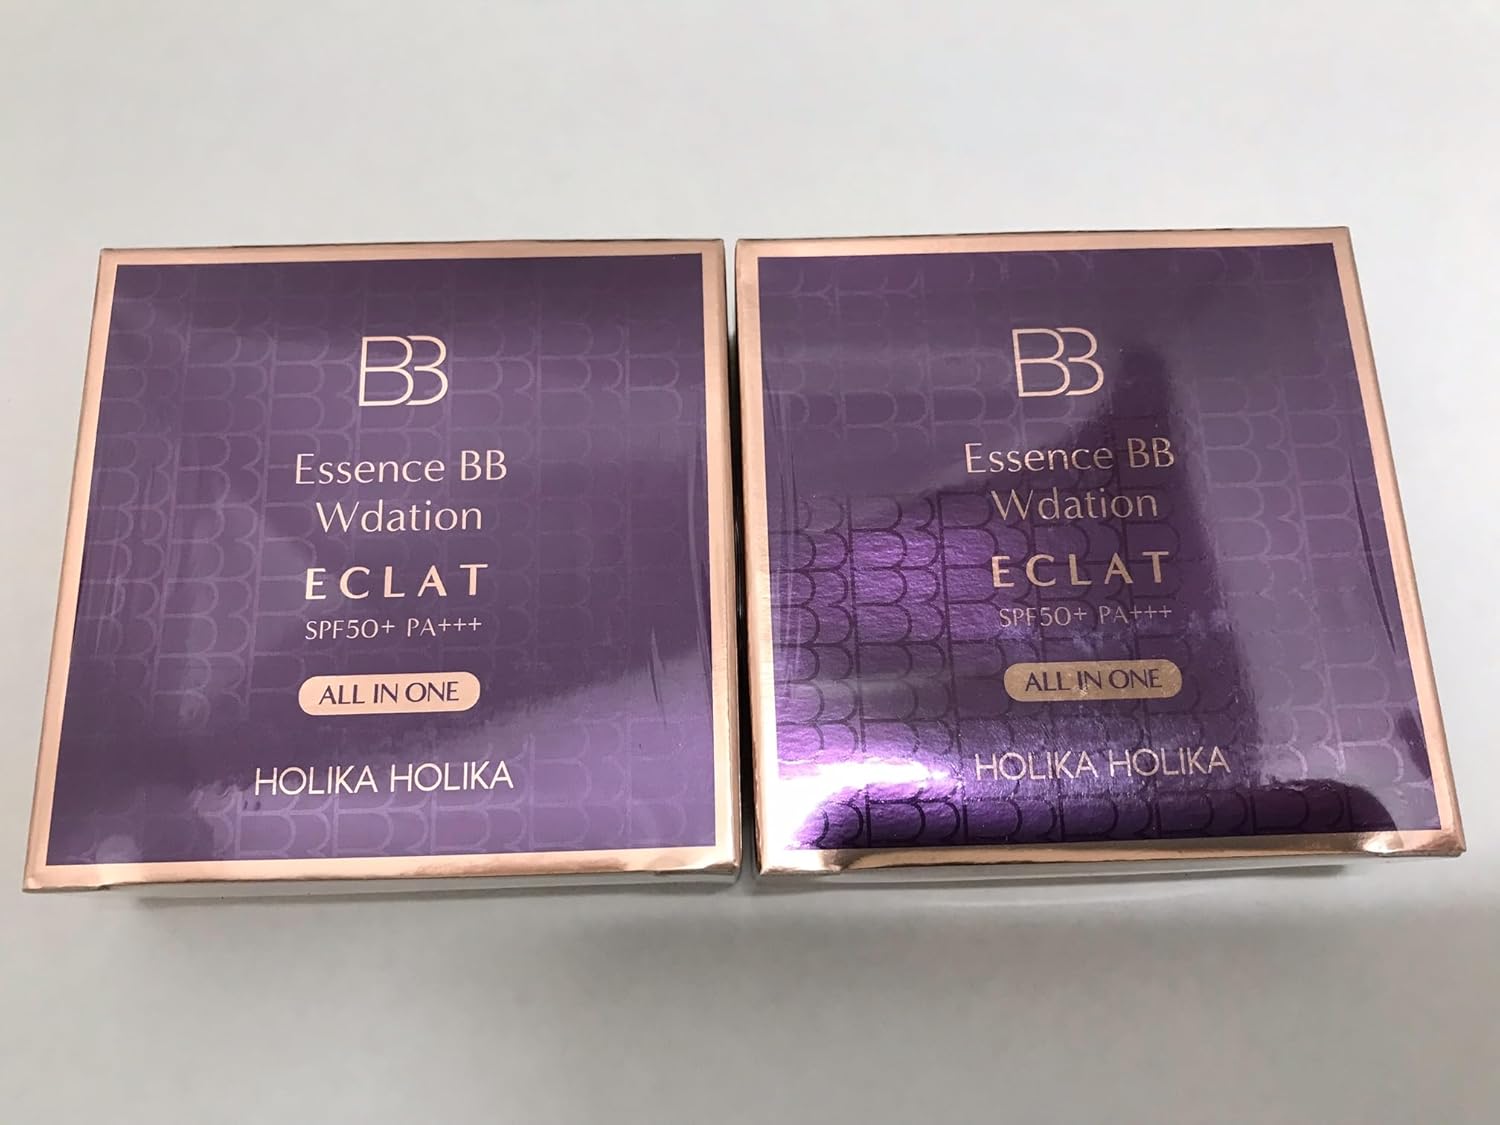 BB
Essence BB
Wdation
ECLAT
SPF50+ PA+++
ALL IN ONE
HOLIKA HOLIKA
BB
Essence BB
Wdation
ECLAT
SPF50+ PA+++
ALL IN ONE
HOLIKA HOLIKA